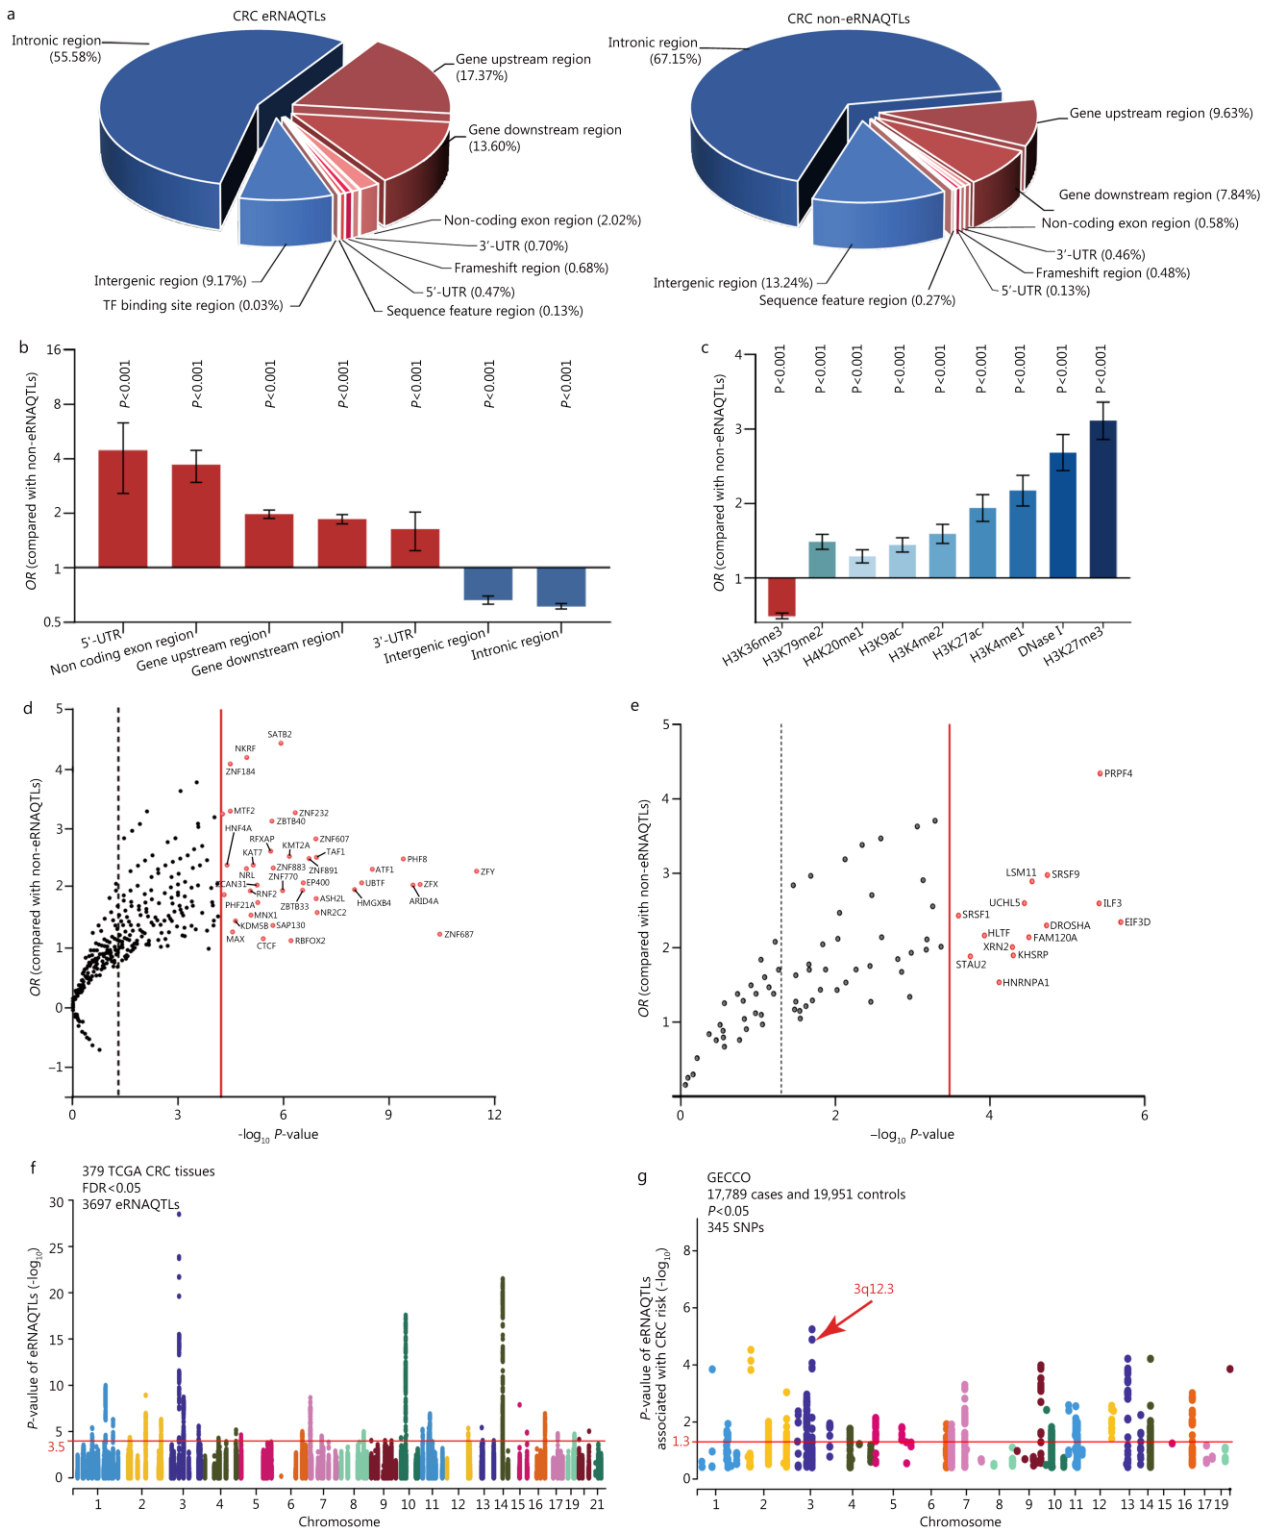 a
CRC eRNAQTLs
Intronic region
(55.58%)
Gene upstream region
(17.37%)
Gene downstream region
(13.60%)
Non-coding exon region (2.02%)
3′-UTR (0.70%)
Frameshift region (0.68%)
5′-UTR (0.47%)
Sequence feature region (0.13%)
Intergenic region (9.17%)
TF binding site region (0.03%)
CRC non-eRNAQTLs
Intronic region
(67.15%)
Gene upstream region (9.63%)
Gene downstream region (7.84%)
Non-coding exon region (0.58%)
3′-UTR (0.46%)
Frameshift region (0.48%)
5′-UTR (0.13%)
Intergenic region (13.24%)
Sequence feature region (0.27%)
b
OR (compared with non-eRNAQTLs)
16
8
4
2
1
0.5
P<0.001
P<0.001
P<0.001
P<0.001
P<0.001
P<0.001
P<0.001
5'-UTR
Non coding exon region
Gene upstream region
Gene downstream region
3'-UTR
Intergenic region
Intronic region
c
OR (compared with non-eRNAQTLs)
4
3
2
1
P<0.001
P<0.001
P<0.001
P<0.001
P<0.001
P<0.001
P<0.001
P<0.001
P<0.001
H3K36me3
H3K79me2
H4K20me1
H3K9ac
H3K4me2
H3K27ac
H3K4me1
DNase 1
H3K27me3
d
OR (compared with non-eRNAQTLs)
5
4
3
2
1
0
−1
SATB2
NKRF
ZNF184
MTF2
ZNF232
ZBTB40
HNF4A
RFXAP
ZNF607
KMT2A
TAF1
KAT7
PHF8
NRL
ZNF883
ZNF891
ATF1
ZFY
ZNF770
CAN31
EP400
UBTF
ZFX
RNF2
ZBTB33
ASH2L
HMGXB4
ARID4A
PHF21A
MNX1
NR2C2
KDM5B
SAP130
MAX
CTCF
RBFOX2
ZNF687
0 3 6 9 12
-log10 P-value
e
OR (compared with non-eRNAQTLs)
5
4
3
2
1
PRPF4
LSM11
SRSF9
UCHL5
ILF3
SRSF1
DROSHA
EIF3D
HLTF
FAM120A
XRN2
KHSRP
STAU2
HNRNPA1
0 2 4 6
−log10 P-value
f
379 TCGA CRC tissues
FDR<0.05
3697 eRNAQTLs
P-vaulue of eRNAQTLs (-log10)
30
25
20
15
10
5
3.5
0
1 2 3 4 5 6 7 8 9 10 11 12 13 14 15 16 17 19 21
Chromosome
g
GECCO
17,789 cases and 19,951 controls
P<0.05
345 SNPs
P-vaulue of eRNAQTLs
associated with CRC risk (-log10)
8
6
4
2
1.3
0
3q12.3
1 2 3 4 5 6 7 8 9 10 11 12 13 14 15 16 17 19
Chromosome